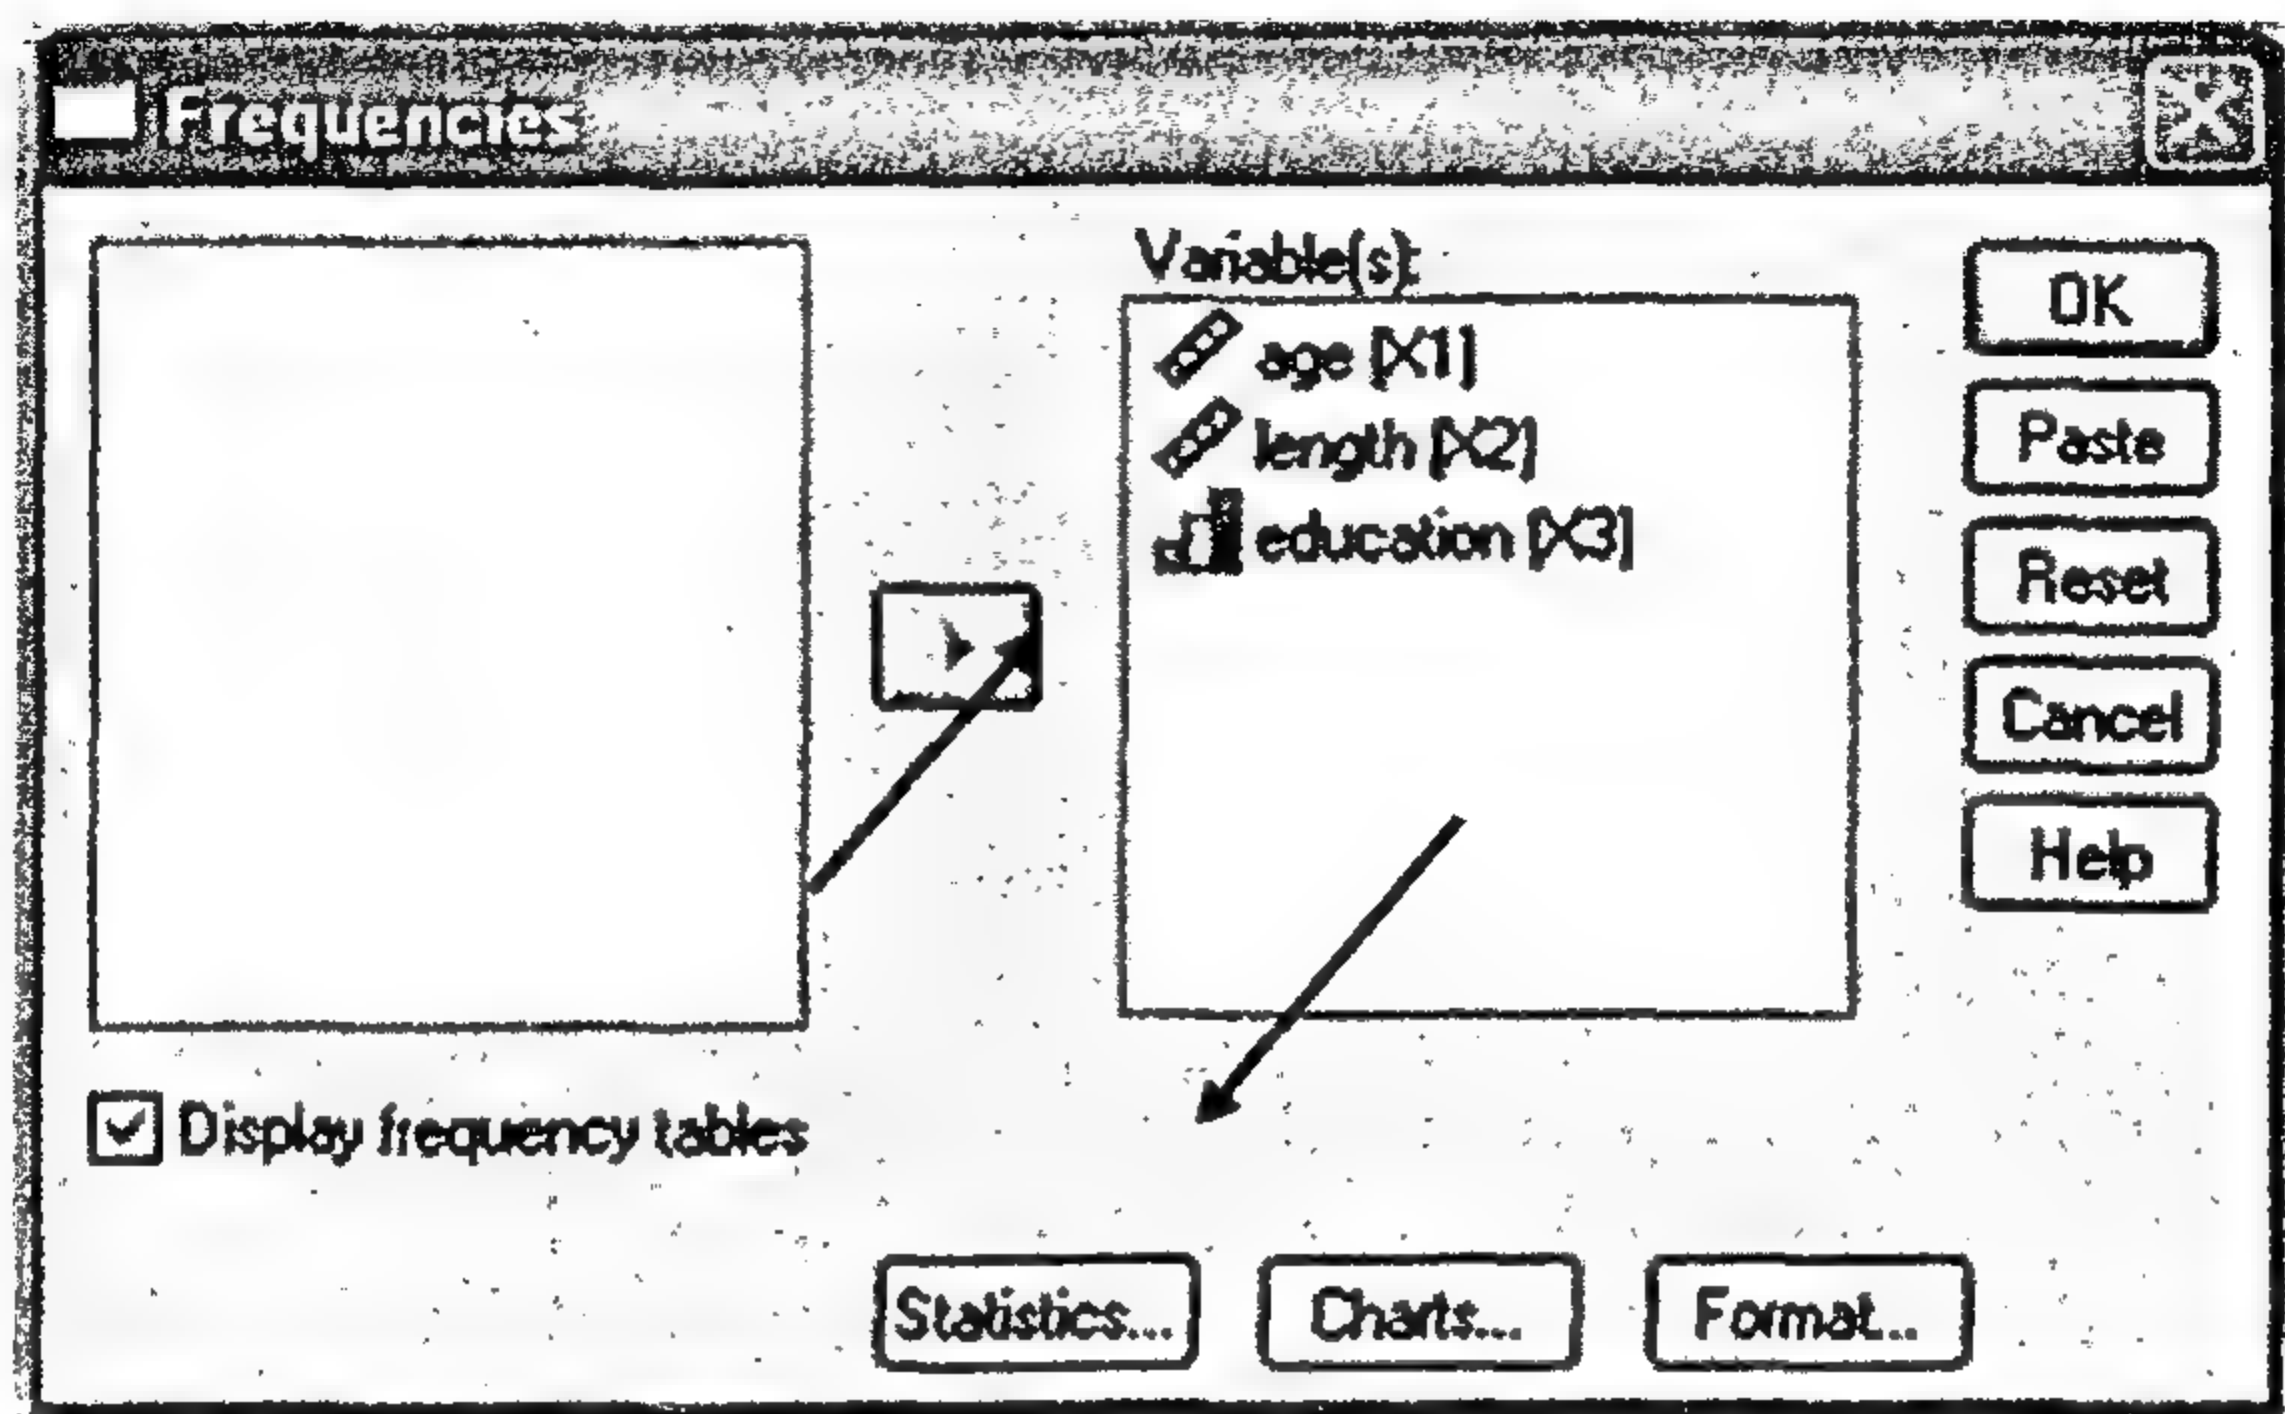 Frequencies
Variable(s):
age [X1]
length [X2]
education [X3]
OK
Paste
Reset
Cancel
Help
Display frequency tables
Statistics...
Charts...
Format...